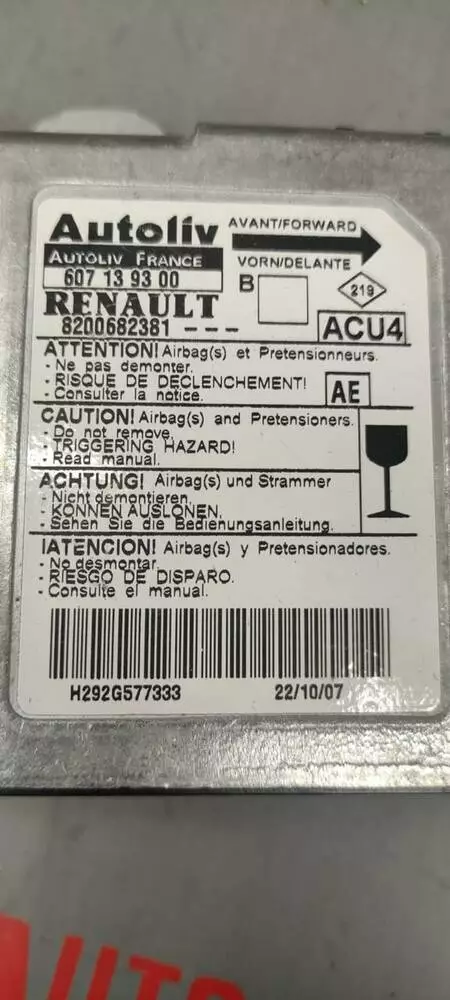 Autoliv
AVANT/FORWARD
AUTOLIV FRANCE
VORN/DELANTE
607 13 93 00
B
219
RENAULT
8200682381 ---
ACU4
ATTENTION! Airbag(s) et Pretensionneurs.
- Ne pas demonter.
- RISQUE DE DECLENCHEMENT!
- Consulter la notice.
AE
CAUTION! Airbag(s) and Pretensioners.
- Do not remove.
- TRIGGERING HAZARD!
- Read manual.
ACHTUNG! Airbag(s) und Strammer
- Nicht demontieren.
- KONNEN AUSLONEN.
- Sehen Sie die Bedienungsanleitung.
!ATENCION! Airbag(s) y Pretensionadores.
- No desmontar.
- RIESGO DE DISPARO.
- Consulte el manual.
H292G577333
22/10/07
AUTO